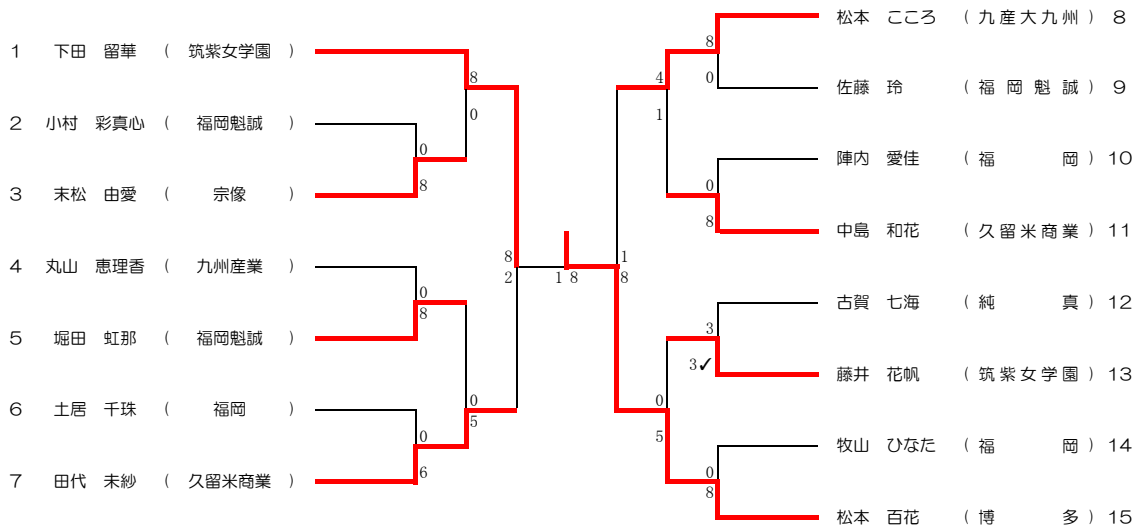 1 下田 留華 ( 筑紫女学園 )
2 小村 彩真心 ( 福岡魁誠 )
3 末松 由愛 ( 宗像 )
4 丸山 恵理香 ( 九州産業 )
5 堀田 虹那 ( 福岡魁誠 )
6 土居 千珠 ( 福岡 )
7 田代 未紗 ( 久留米商業 )
8
0
0
8
0
8
0
5
0
6
8
2
1 8
1
8
4
1
8
0
0
8
3
3✓
0
5
0
8
松本 こころ ( 九産大九州 ) 8
佐藤 玲 ( 福岡魁誠 ) 9
陣内 愛佳 ( 福 岡 ) 10
中島 和花 ( 久留米商業 ) 11
古賀 七海 ( 純 真 ) 12
藤井 花帆 ( 筑紫女学園 ) 13
牧山 ひなた ( 福 岡 ) 14
松本 百花 ( 博 多 ) 15